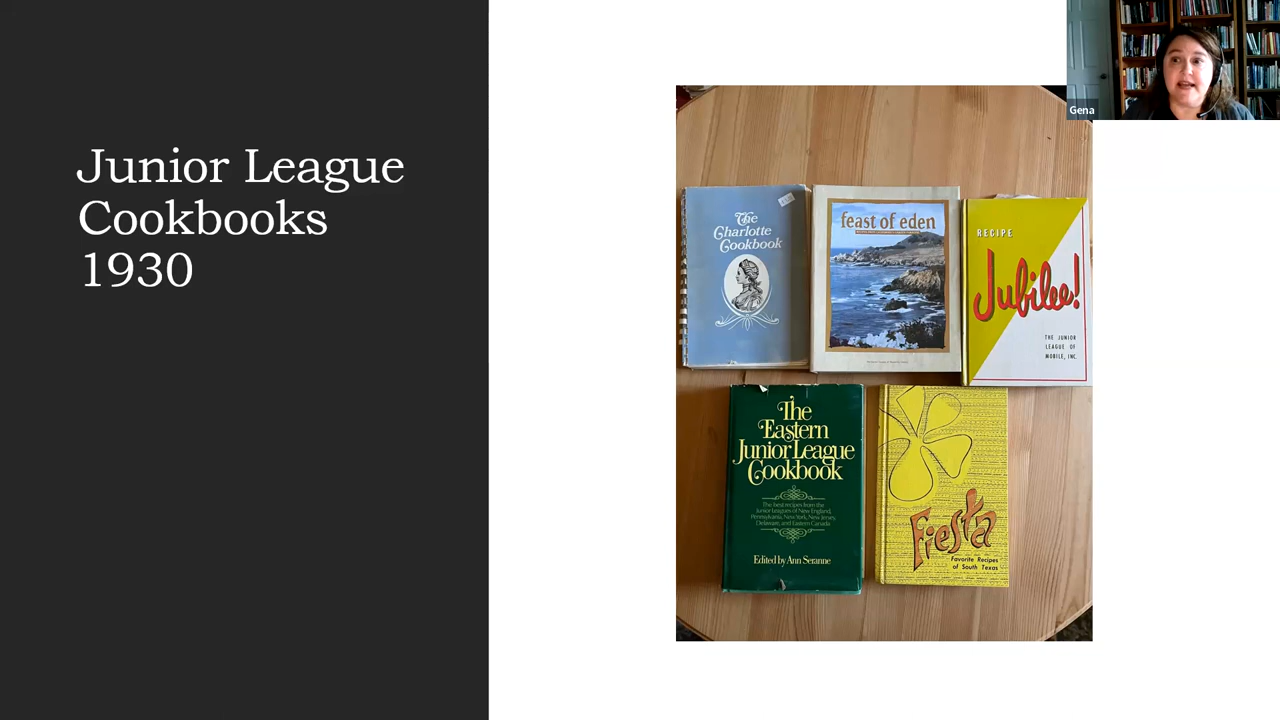 Junior League
Cookbooks
1930
Gena
The
Charlotte
Cookbook
feast of eden
RECIPE
Jubilee!
THE JUNIOR
LEAGUE OF
MOBILE, INC.
The
Eastern
Junior League
Cookbook
The best recipes from the
Junior Leagues of New England,
Pennsylvania, New York, New Jersey,
Delaware, and Eastern Canada
Edited by Ann Seranne
Fiesta
Favorite Recipes
of South Texas